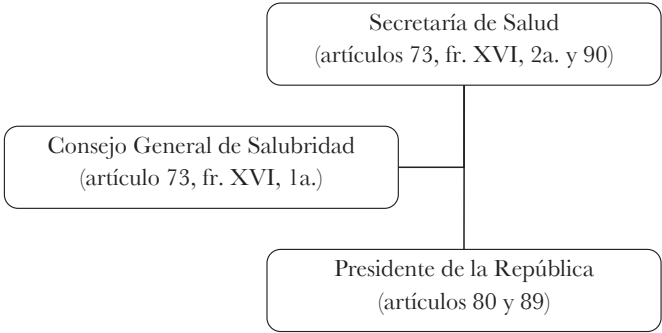 Secretaría de Salud
(artículos 73, fr. XVI, 2a. y 90)
Consejo General de Salubridad
(artículo 73, fr. XVI, 1a.)
Presidente de la República
(artículos 80 y 89)